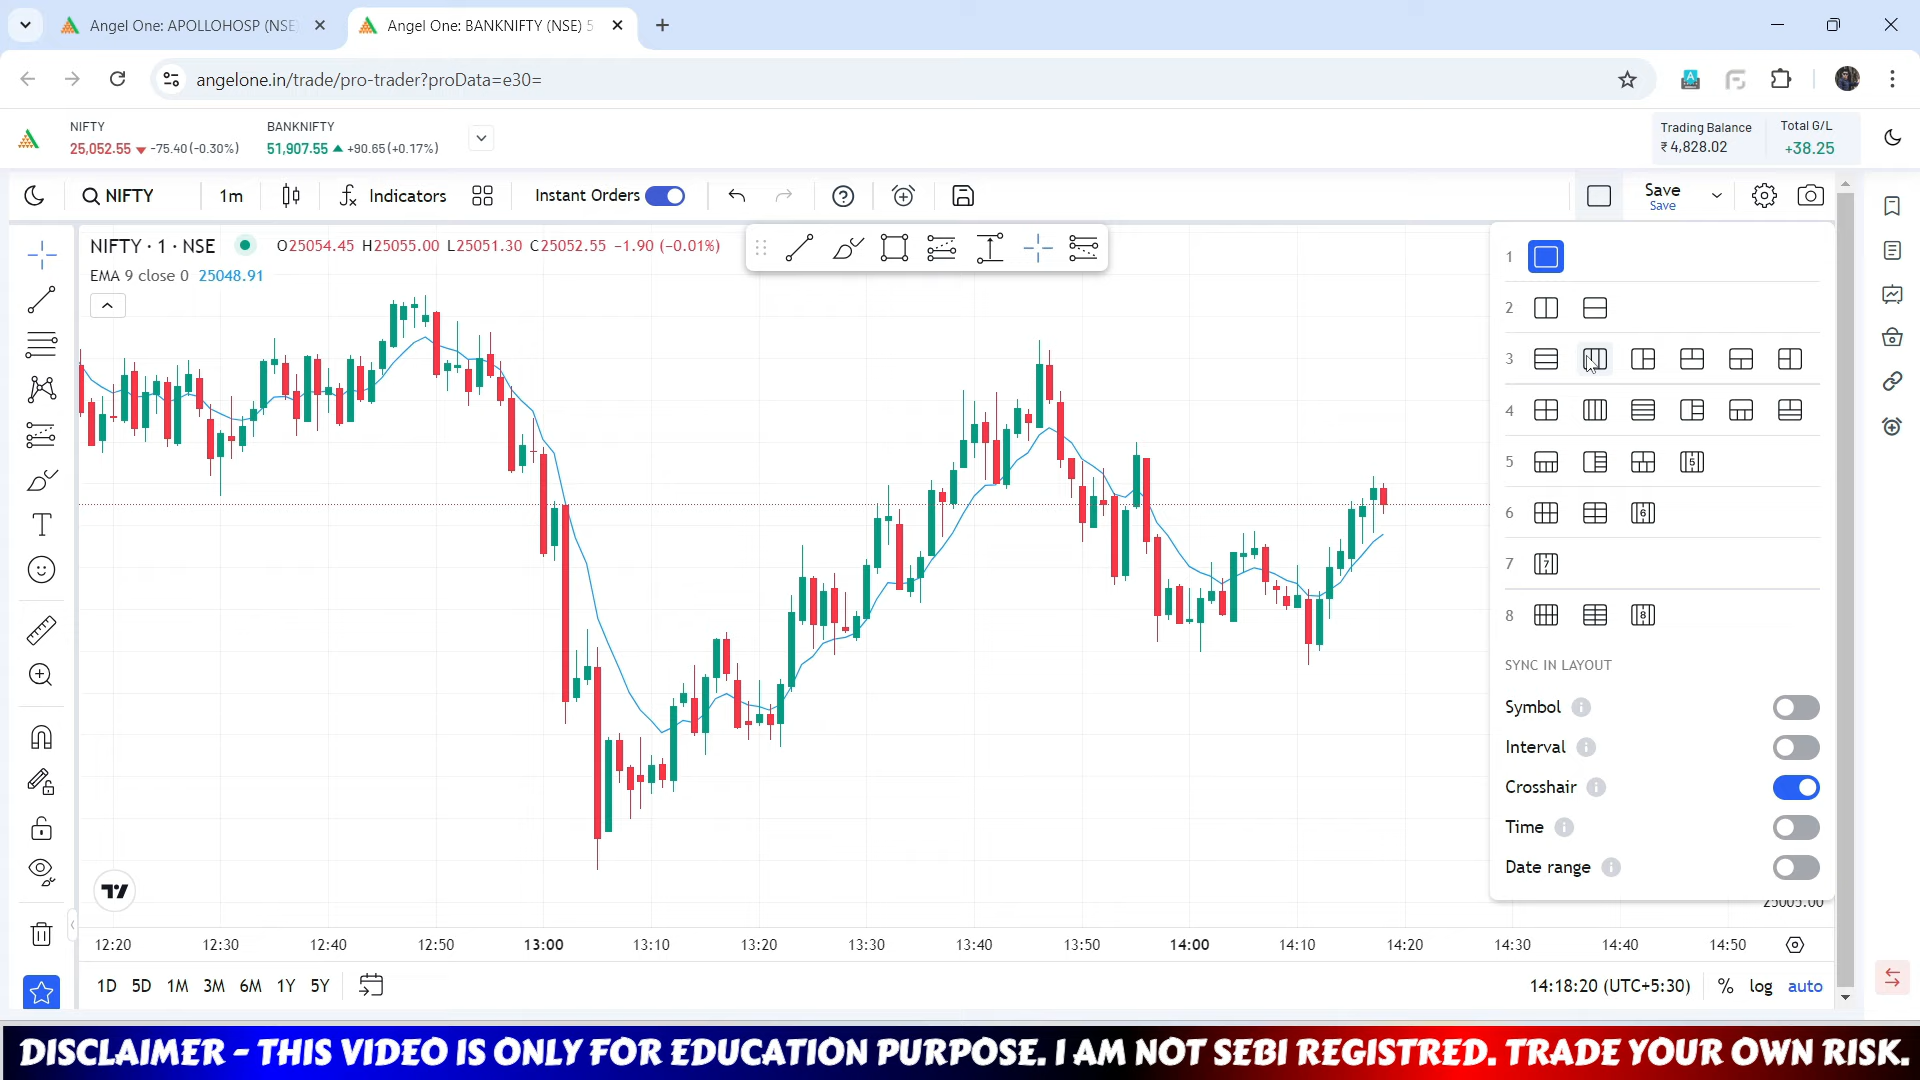 Angel One: APOLLOHOSP (NSE
Angel One: BANKNIFTY (NSE) 5
angelone.in/trade/pro-trader?proData=e30=
NIFTY
25,052.55 -75.40(-0.30%)
BANKNIFTY
51,907.55 +90.65(+0.17%)
Trading Balance
₹4,828.02
Total G/L
+38.25
NIFTY
1m
Indicators
Instant Orders
Save
Save
NIFTY · 1 · NSE
O25054.45 H25055.00 L25051.30 C25052.55 −1.90 (−0.01%)
EMA 9 close 0 25048.91
1
2
3
4
5
5
6
6
7
7
8
8
SYNC IN LAYOUT
Symbol
Interval
Crosshair
Time
Date range
25005.00
12:20 12:30 12:40 12:50 13:00 13:10 13:20 13:30 13:40 13:50 14:00 14:10 14:20 14:30 14:40 14:50
1D 5D 1M 3M 6M 1Y 5Y
14:18:20 (UTC+5:30) % log auto
DISCLAIMER - THIS VIDEO IS ONLY FOR EDUCATION PURPOSE. I AM NOT SEBI REGISTRED. TRADE YOUR OWN RISK.